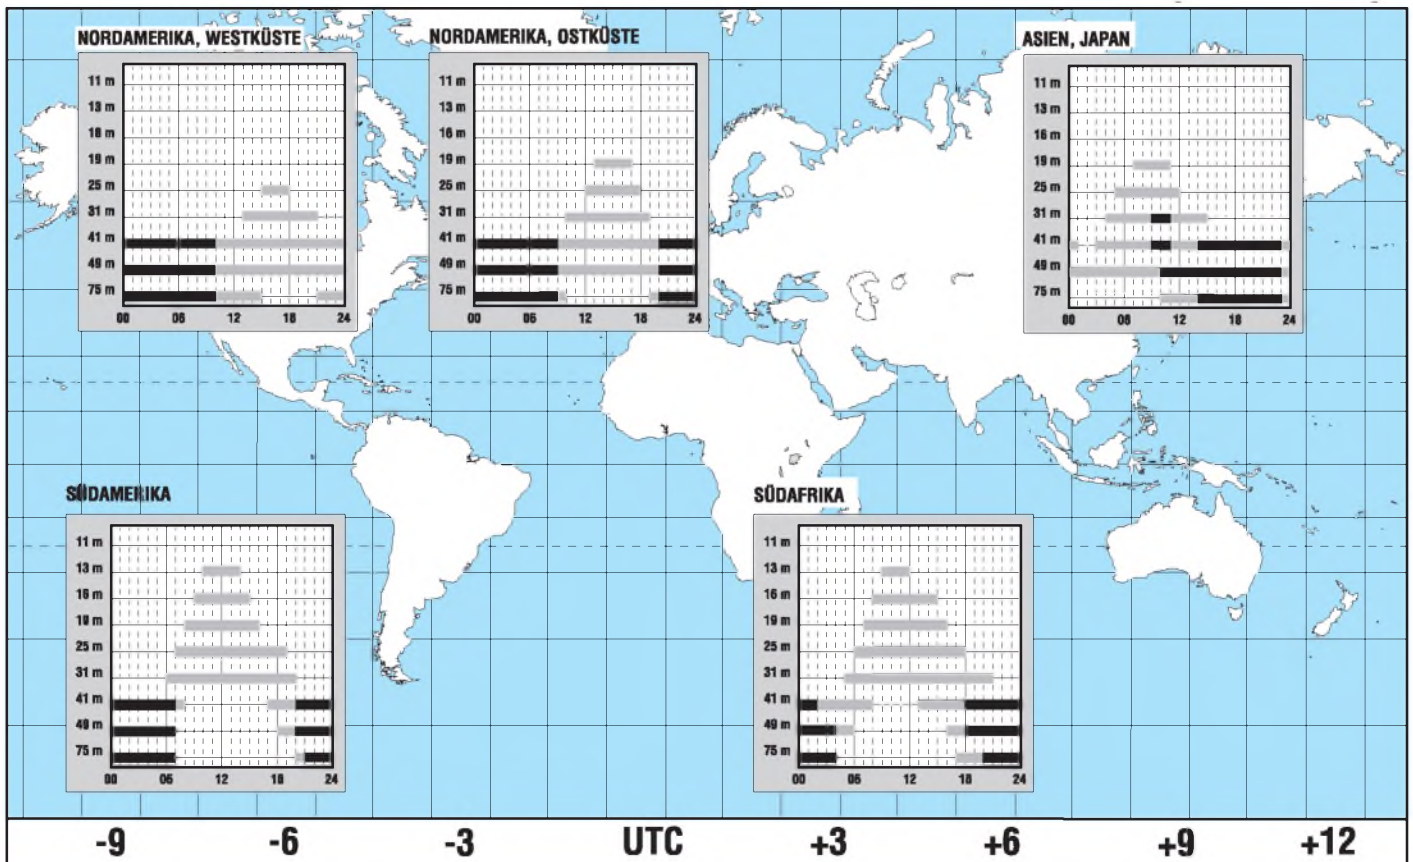 NORDAMERIKA, WESTKÜSTE
11 m
13 m
16 m
19 m
25 m
31 m
41 m
49 m
75 m
00 06 12 18 24
NORDAMERIKA, OSTKÜSTE
11 m
13 m
16 m
19 m
25 m
31 m
41 m
49 m
75 m
00 06 12 18 24
ASIEN, JAPAN
11 m
13 m
16 m
19 m
25 m
31 m
41 m
49 m
75 m
00 06 12 18 24
SÜDAMERIKA
11 m
13 m
16 m
19 m
25 m
31 m
41 m
49 m
75 m
00 06 12 18 24
SÜDAFRIKA
11 m
13 m
16 m
19 m
25 m
31 m
41 m
49 m
75 m
00 06 12 18 24
-9 -6 -3 UTC +3 +6 +9 +12